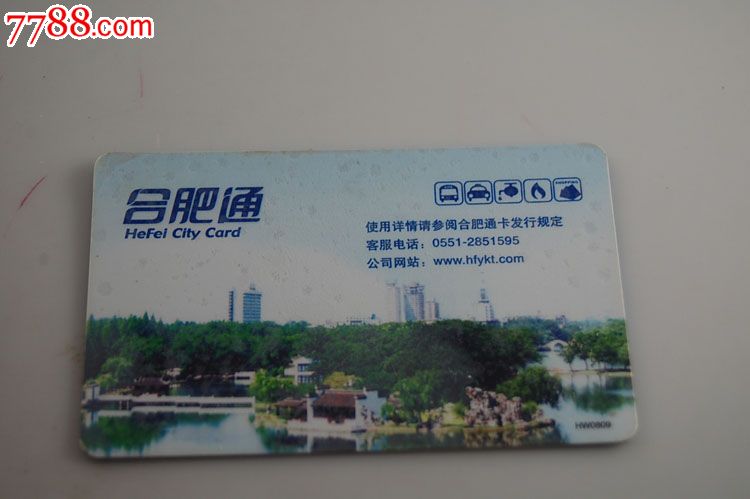 7788.com
合肥通
HeFei City Card
SHOPPING
使用详情请参阅合肥通卡发行规定
客服电话：0551-2851595
公司网站：www.hfykt.com
HW0809